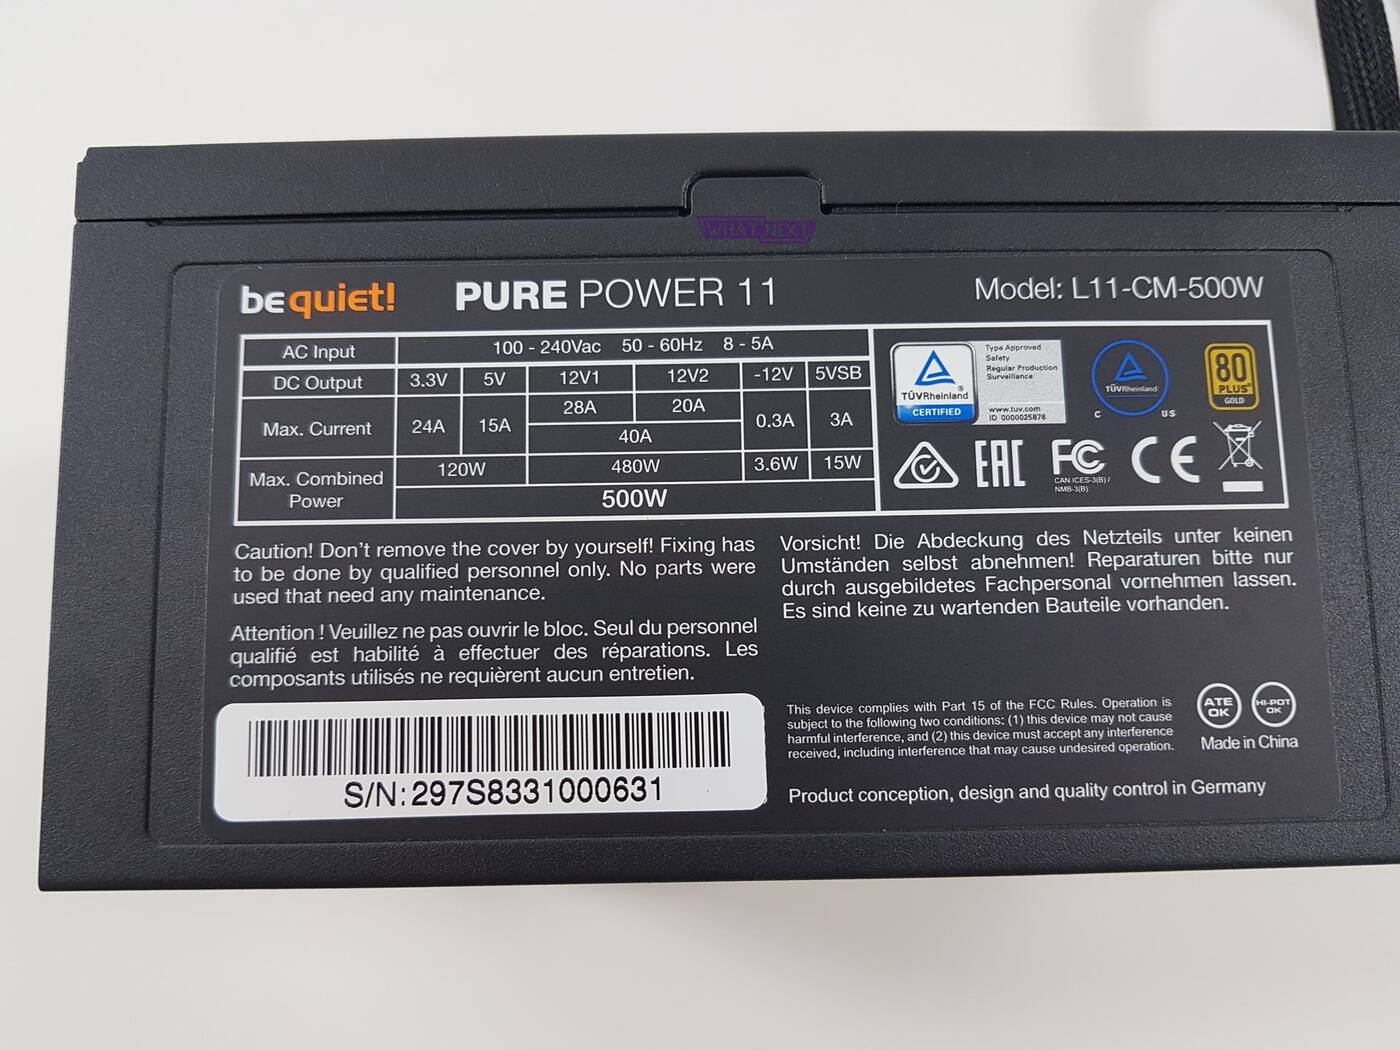 WHAT NEXT
be quiet! PURE POWER 11 Model: L11-CM-500W
AC Input 100 - 240Vac 50 - 60Hz 8 - 5A
DC Output 3.3V 5V 12V1 12V2 -12V 5VSB
Max. Current 24A 15A 28A 20A 0.3A 3A
40A
Max. Combined Power 120W 480W 3.6W 15W
500W
TÜVRheinland®
CERTIFIED
Type Approved
Safety
Regular Production
Surveillance
www.tuv.com
ID 0000025876
TÜVRheinland
C US
80
PLUS®
GOLD
EAC FC CE
CAN ICES-3(B) /
NMB-3(B)
Caution! Don't remove the cover by yourself! Fixing has
to be done by qualified personnel only. No parts were
used that need any maintenance.
Attention ! Veuillez ne pas ouvrir le bloc. Seul du personnel
qualifié est habilité à effectuer des réparations. Les
composants utilisés ne requièrent aucun entretien.
Vorsicht! Die Abdeckung des Netzteils unter keinen
Umständen selbst abnehmen! Reparaturen bitte nur
durch ausgebildetes Fachpersonal vornehmen lassen.
Es sind keine zu wartenden Bauteile vorhanden.
S/N: 297S8331000631
This device complies with Part 15 of the FCC Rules. Operation is
subject to the following two conditions: (1) this device may not cause
harmful interference, and (2) this device must accept any interference
received, including interference that may cause undesired operation.
ATE
OK
HI-POT
OK
Made in China
Product conception, design and quality control in Germany